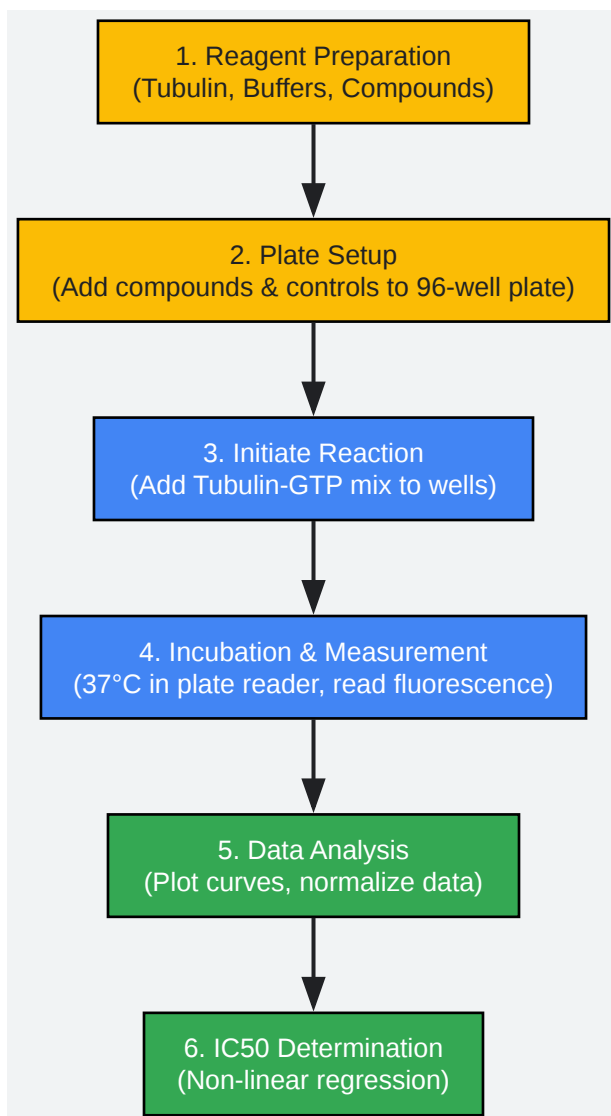 1. Reagent Preparation
(Tubulin, Buffers, Compounds)
2. Plate Setup
(Add compounds & controls to 96-well plate)
3. Initiate Reaction
(Add Tubulin-GTP mix to wells)
4. Incubation & Measurement
(37°C in plate reader, read fluorescence)
5. Data Analysis
(Plot curves, normalize data)
6. IC50 Determination
(Non-linear regression)